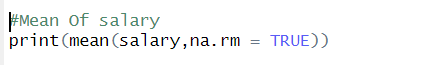 #Mean Of salary
print(mean(salary,na.rm = TRUE))